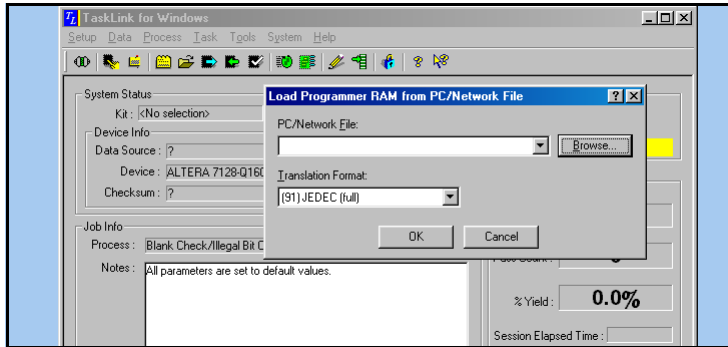 TaskLink for Windows
Setup Data Process Task Tools System Help
System Status
Kit : <No selection>
Device Info
Data Source : ?
Device : ALTERA 7128-Q160
Checksum : ?
Job Info
Process : Blank Check/Illegal Bit
Notes : All parameters are set to default values.
Load Programmer RAM from PC/Network File
PC/Network File:
Browse...
Translation Format:
(91) JEDEC (full)
OK Cancel
% Yield : 0.0%
Session Elapsed Time :